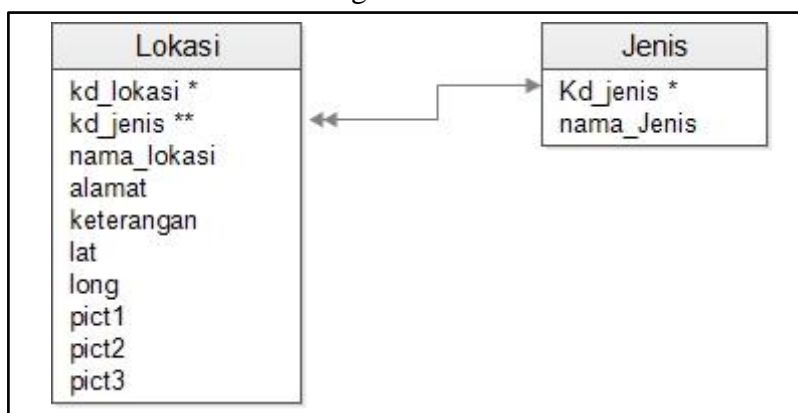 Lokasi
kd_lokasi *
kd_jenis **
nama_lokasi
alamat
keterangan
lat
long
pict1
pict2
pict3
Jenis
Kd_jenis *
nama_Jenis